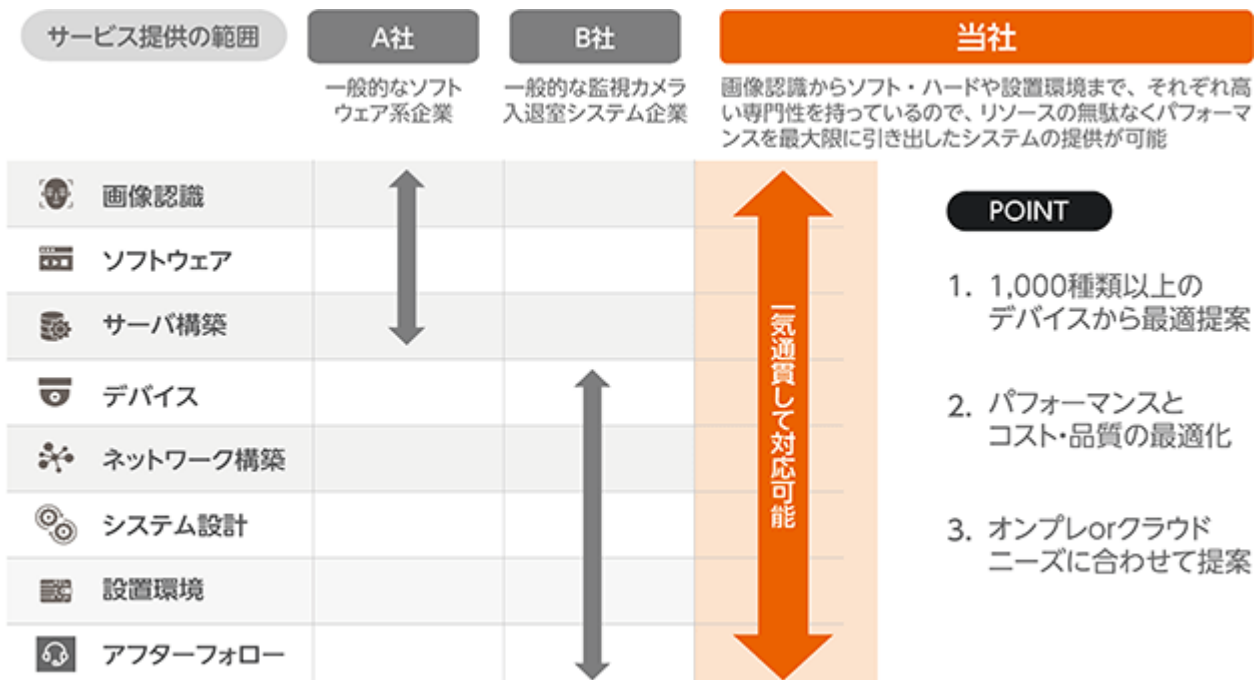 サービス提供の範囲
A社
B社
当社
一般的なソフト
ウェア系企業
一般的な監視カメラ
入退室システム企業
画像認識からソフト・ハードや設置環境まで、それぞれ高
い専門性を持っているので、リソースの無駄なくパフォーマ
ンスを最大限に引き出したシステムの提供が可能
画像認識
ソフトウェア
サーバ構築
デバイス
ネットワーク構築
システム設計
設置環境
アフターフォロー
一気通貫して対応可能
POINT
1. 1,000種類以上の
デバイスから最適提案
2. パフォーマンスと
コスト・品質の最適化
3. オンプレorクラウド
ニーズに合わせて提案